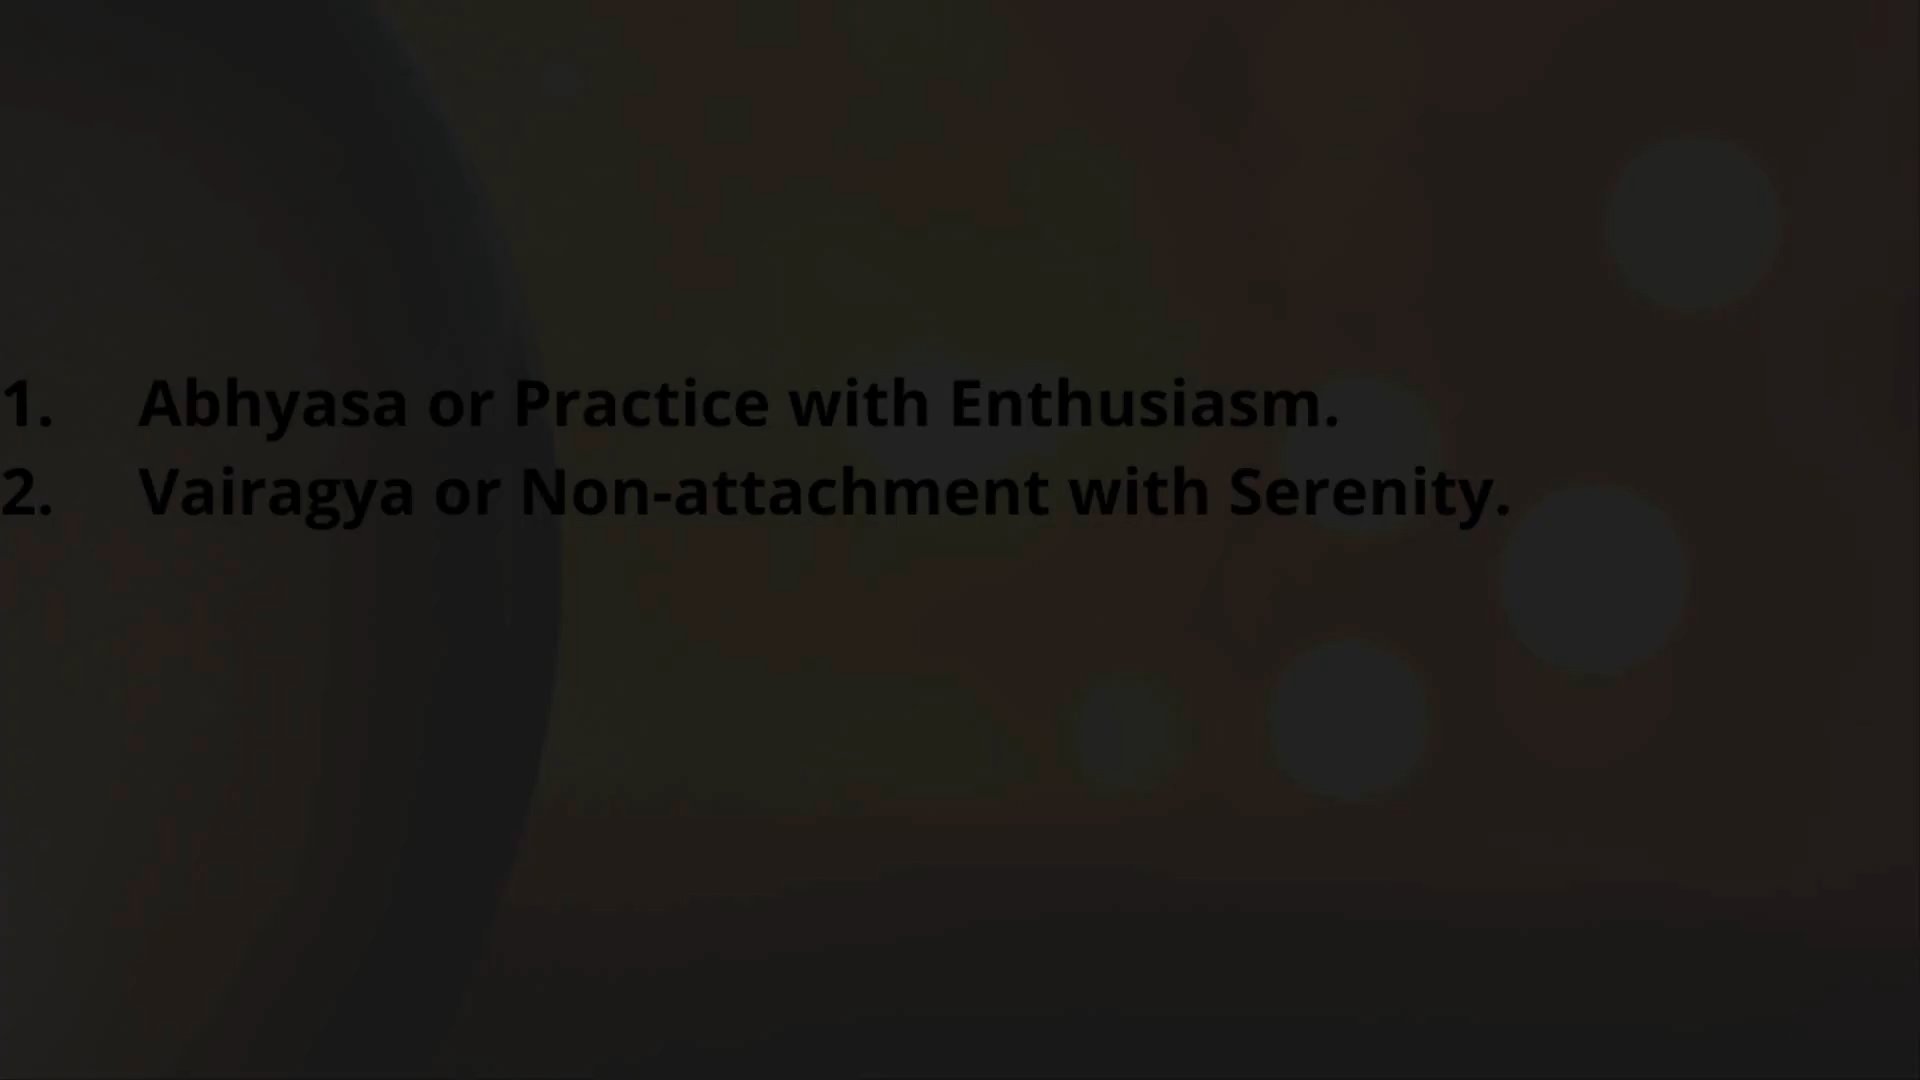 1. Abhyasa or Practice with Enthusiasm.
2. Vairagya or Non-attachment with Serenity.